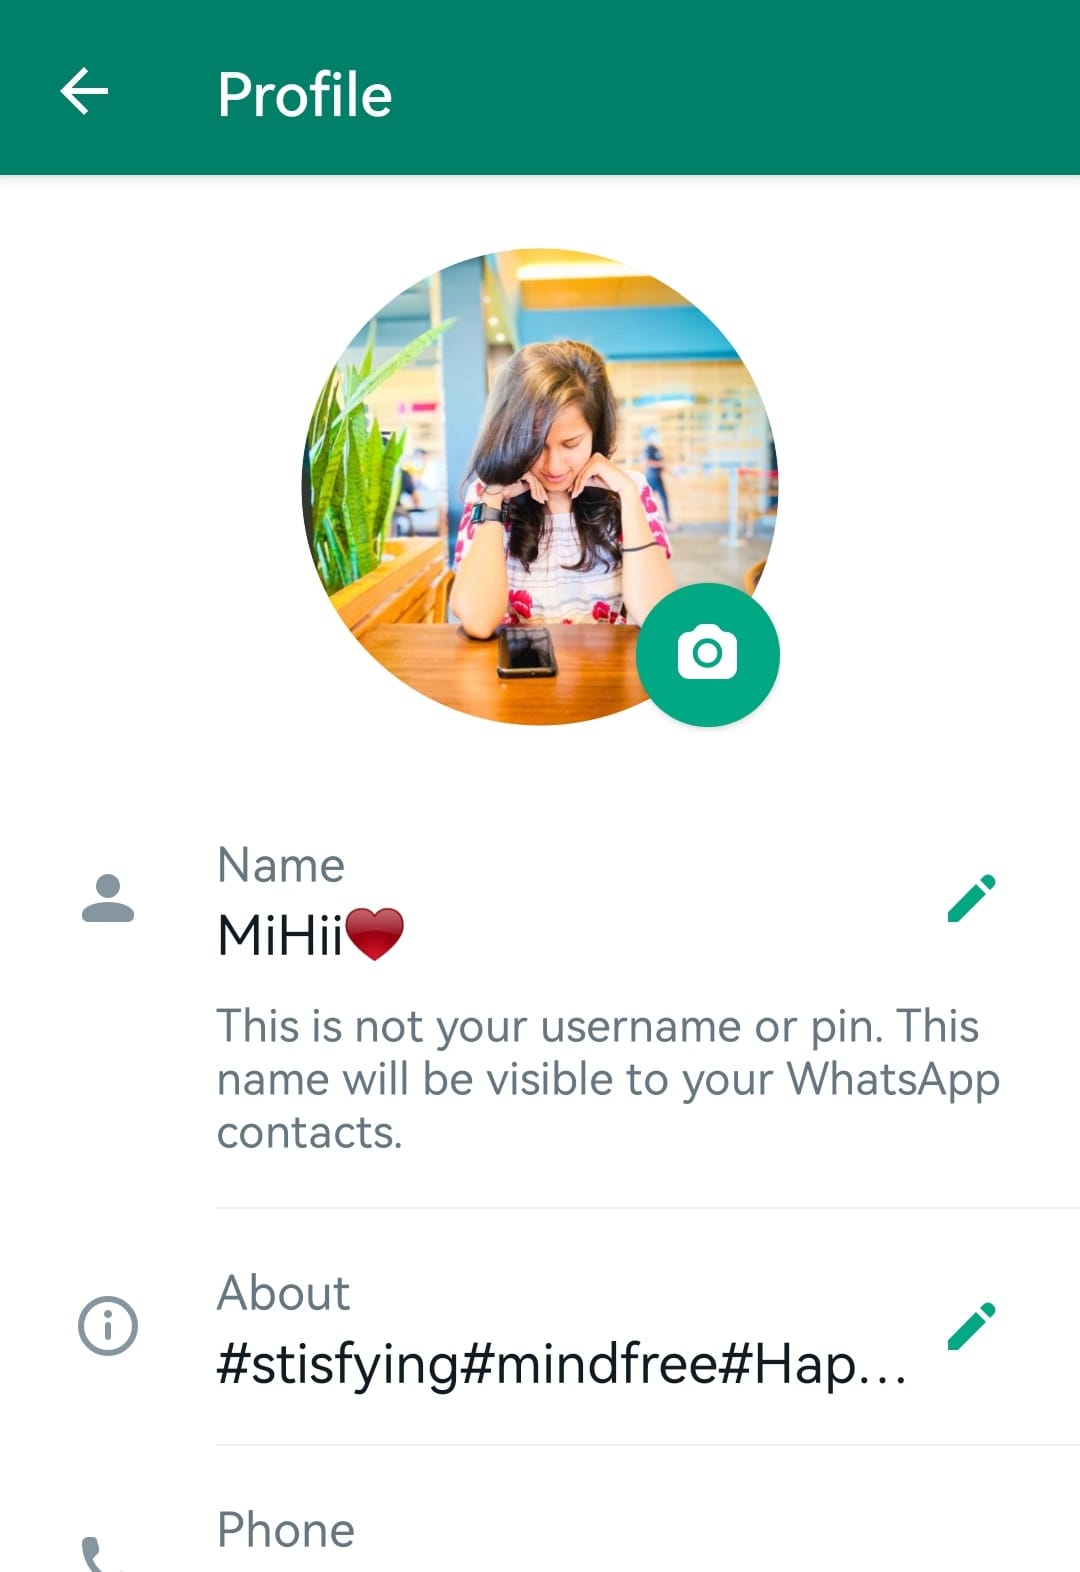 Profile
Name
MiHii❤️
This is not your username or pin. This
name will be visible to your WhatsApp
contacts.
About
#stisfying#mindfree#Hap...
Phone